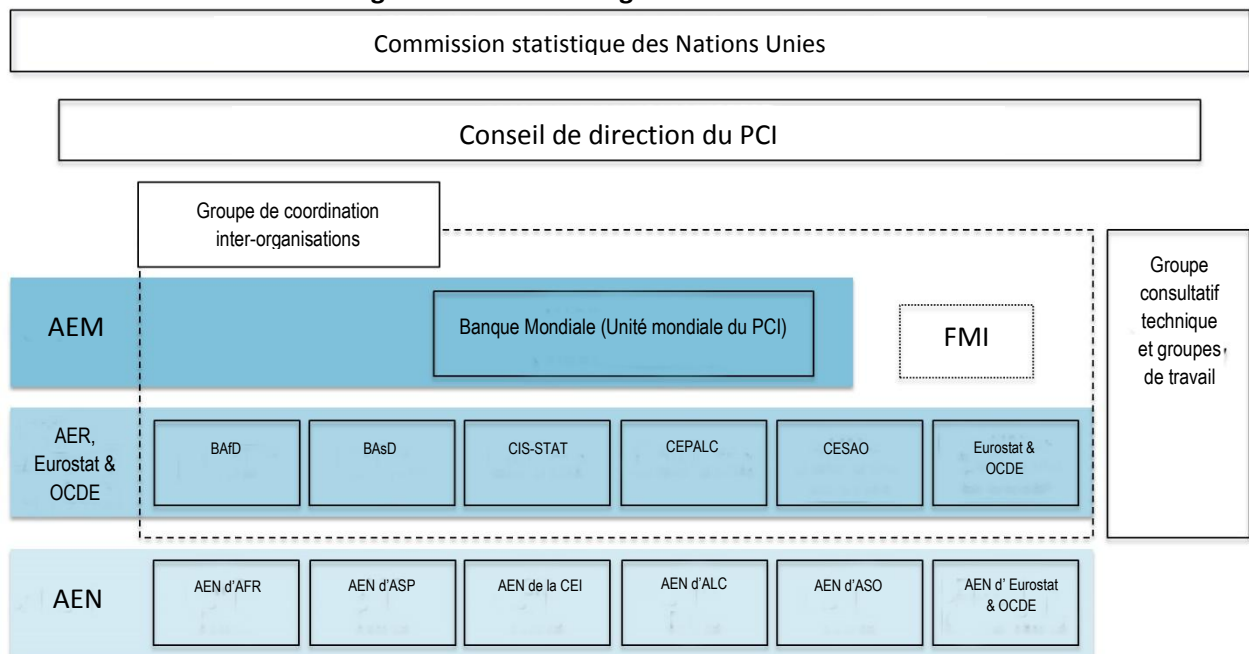 Commission statistique des Nations Unies
Conseil de direction du PCI
Groupe de coordination
inter-organisations
Groupe
consultatif
technique
et groupes
de travail
AEM
Banque Mondiale (Unité mondiale du PCI)
FMI
AER,
Eurostat &
OCDE
BAfD
BAsD
CIS-STAT
CEPALC
CESAO
Eurostat &
OCDE
AEN
AEN d'AFR
AEN d'ASP
AEN de la CEI
AEN d'ALC
AEN d'ASO
AEN d' Eurostat
& OCDE